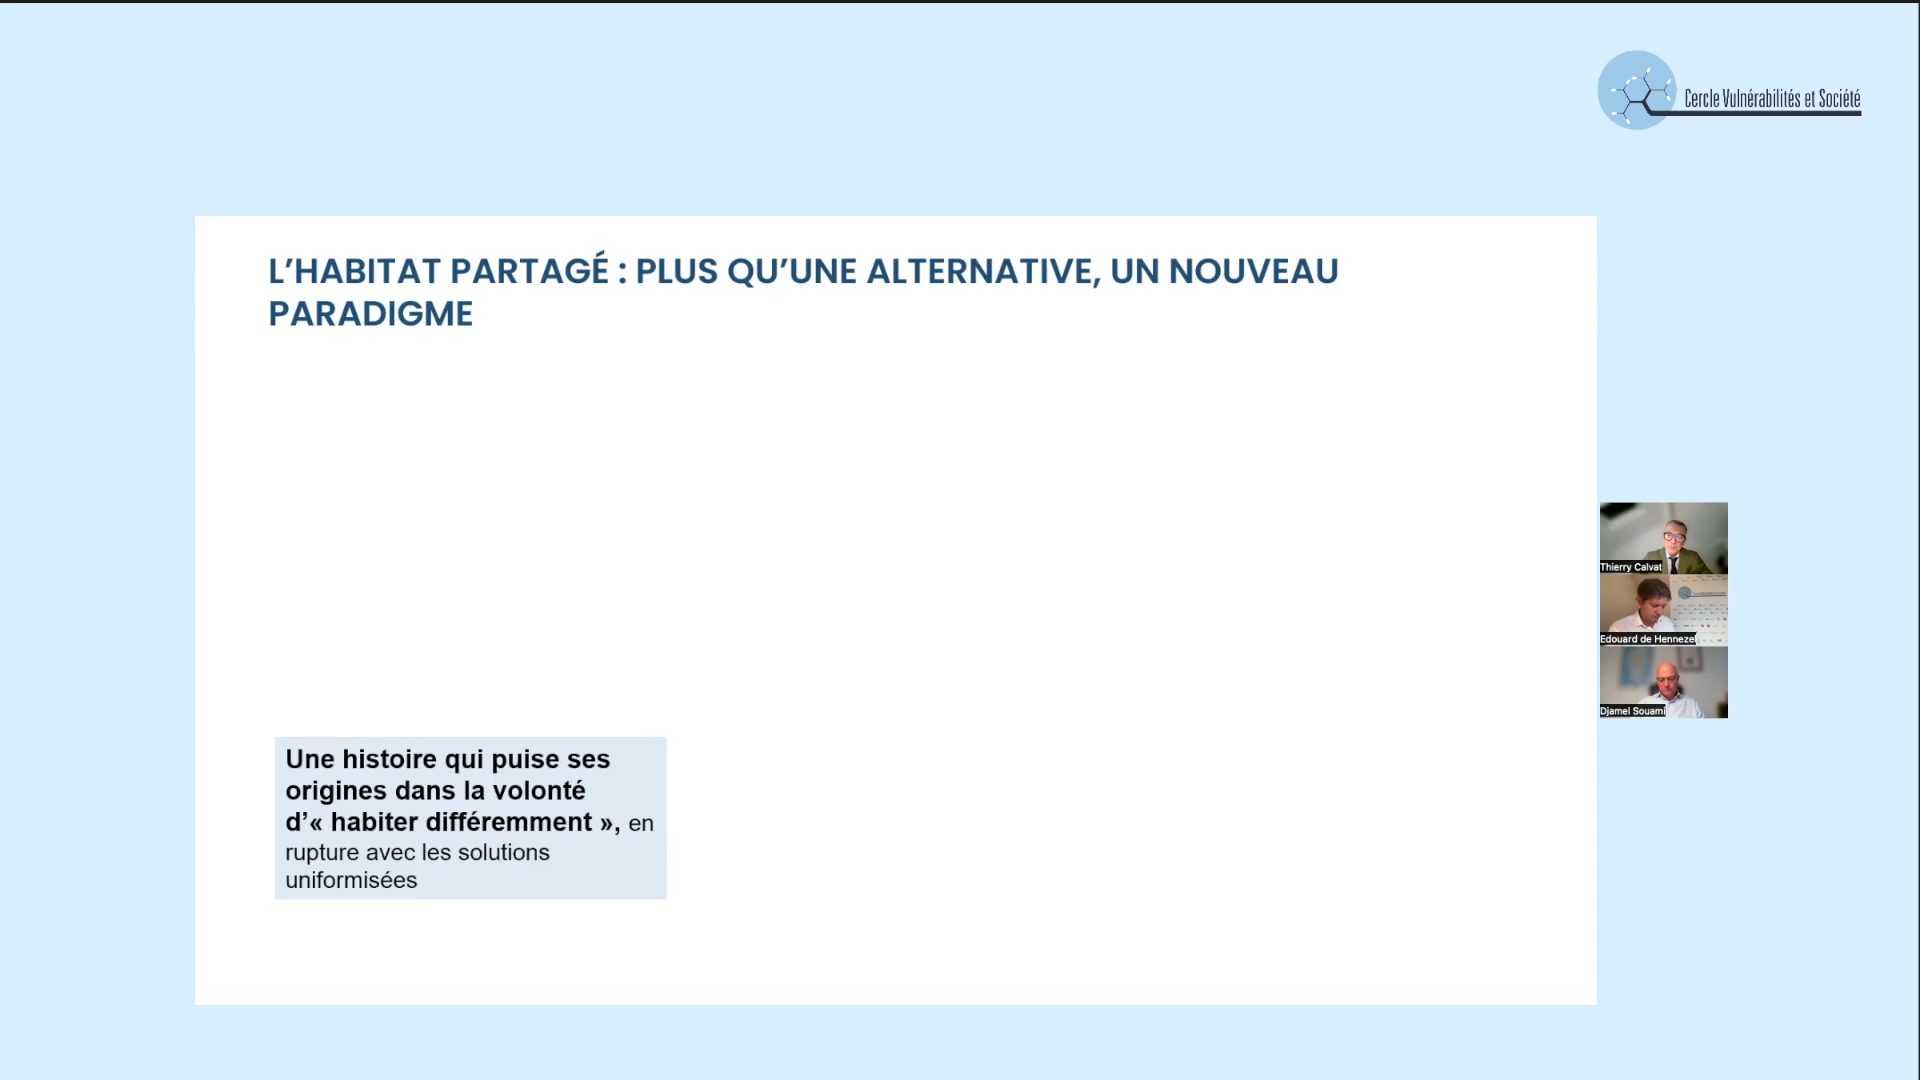 Cercle Vulnérabilités et Société
L’HABITAT PARTAGÉ : PLUS QU’UNE ALTERNATIVE, UN NOUVEAU
PARADIGME
Thierry Calvat
Edouard de Hennezel
Djamel Souami
Une histoire qui puise ses
origines dans la volonté
d’« habiter différemment », en
rupture avec les solutions
uniformisées